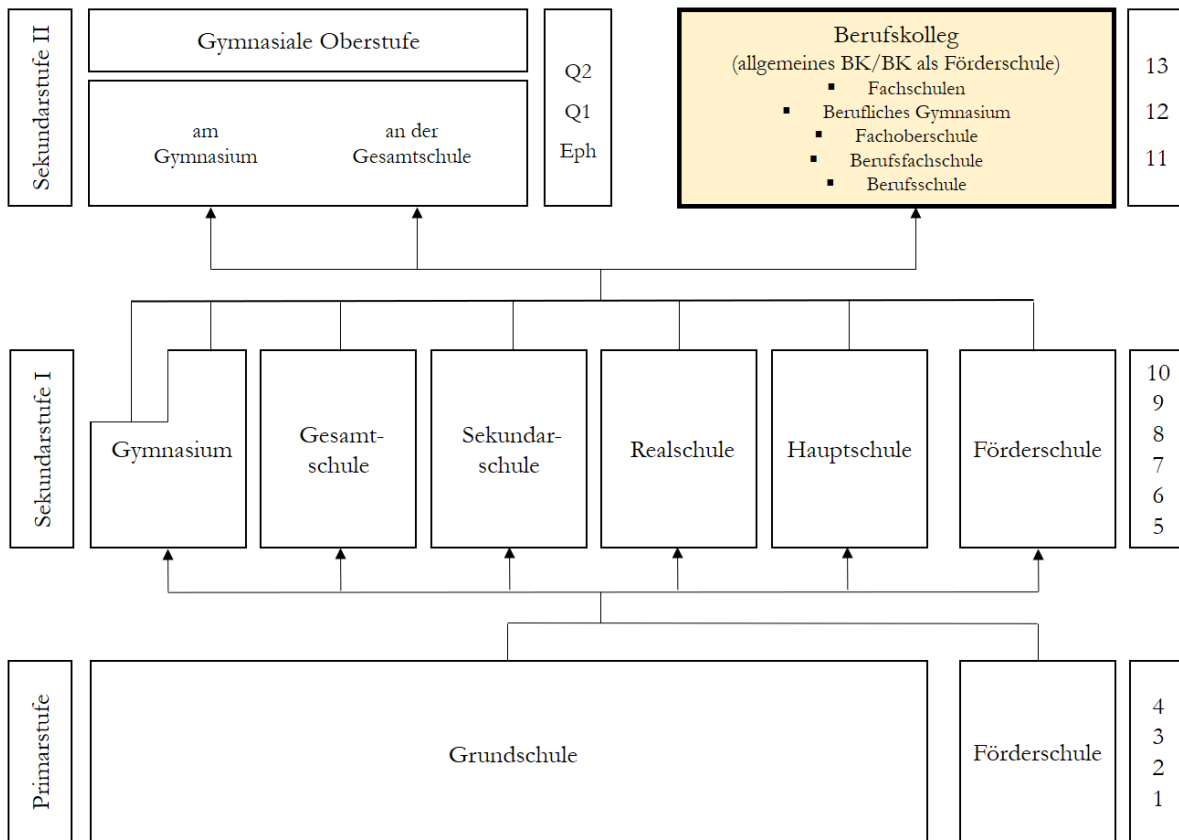 Sekundarstufe II
Gymnasiale Oberstufe
am
Gymnasium
an der
Gesamtschule
Q2
Q1
Eph
Berufskolleg
(allgemeines BK/BK als Förderschule)
▪ Fachschulen
▪ Berufliches Gymnasium
▪ Fachoberschule
▪ Berufsfachschule
▪ Berufsschule
13
12
11
Sekundarstufe I
Gymnasium
Gesamt-
schule
Sekundar-
schule
Realschule
Hauptschule
Förderschule
10
9
8
7
6
5
Primarstufe
Grundschule
Förderschule
4
3
2
1